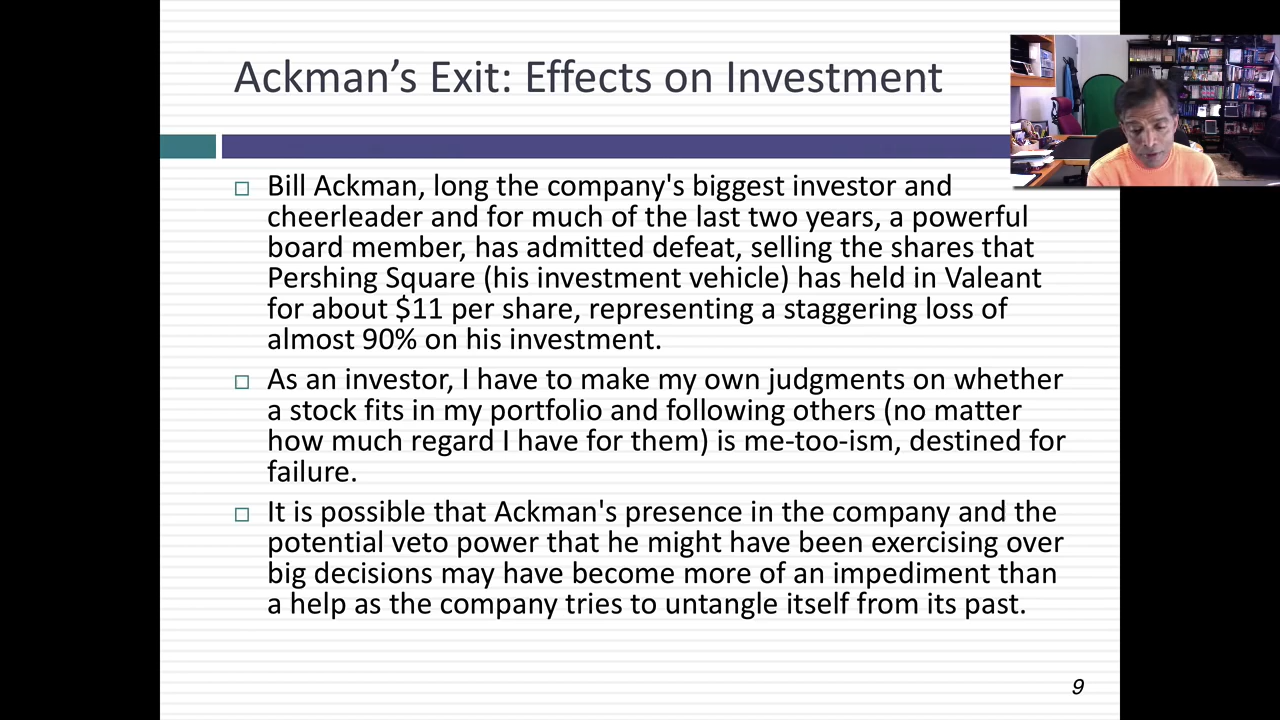 Ackman’s Exit: Effects on Investment
Bill Ackman, long the company's biggest investor and
cheerleader and for much of the last two years, a powerful
board member, has admitted defeat, selling the shares that
Pershing Square (his investment vehicle) has held in Valeant
for about $11 per share, representing a staggering loss of
almost 90% on his investment.
As an investor, I have to make my own judgments on whether
a stock fits in my portfolio and following others (no matter
how much regard I have for them) is me-too-ism, destined for
failure.
It is possible that Ackman's presence in the company and the
potential veto power that he might have been exercising over
big decisions may have become more of an impediment than
a help as the company tries to untangle itself from its past.
9